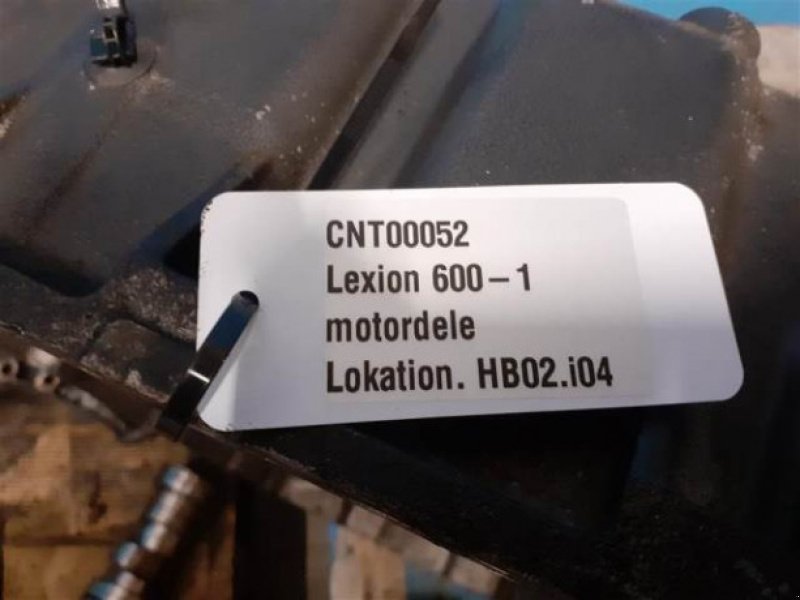 CNT00052
Lexion 600-1
motordele
Lokation. HB02.i04